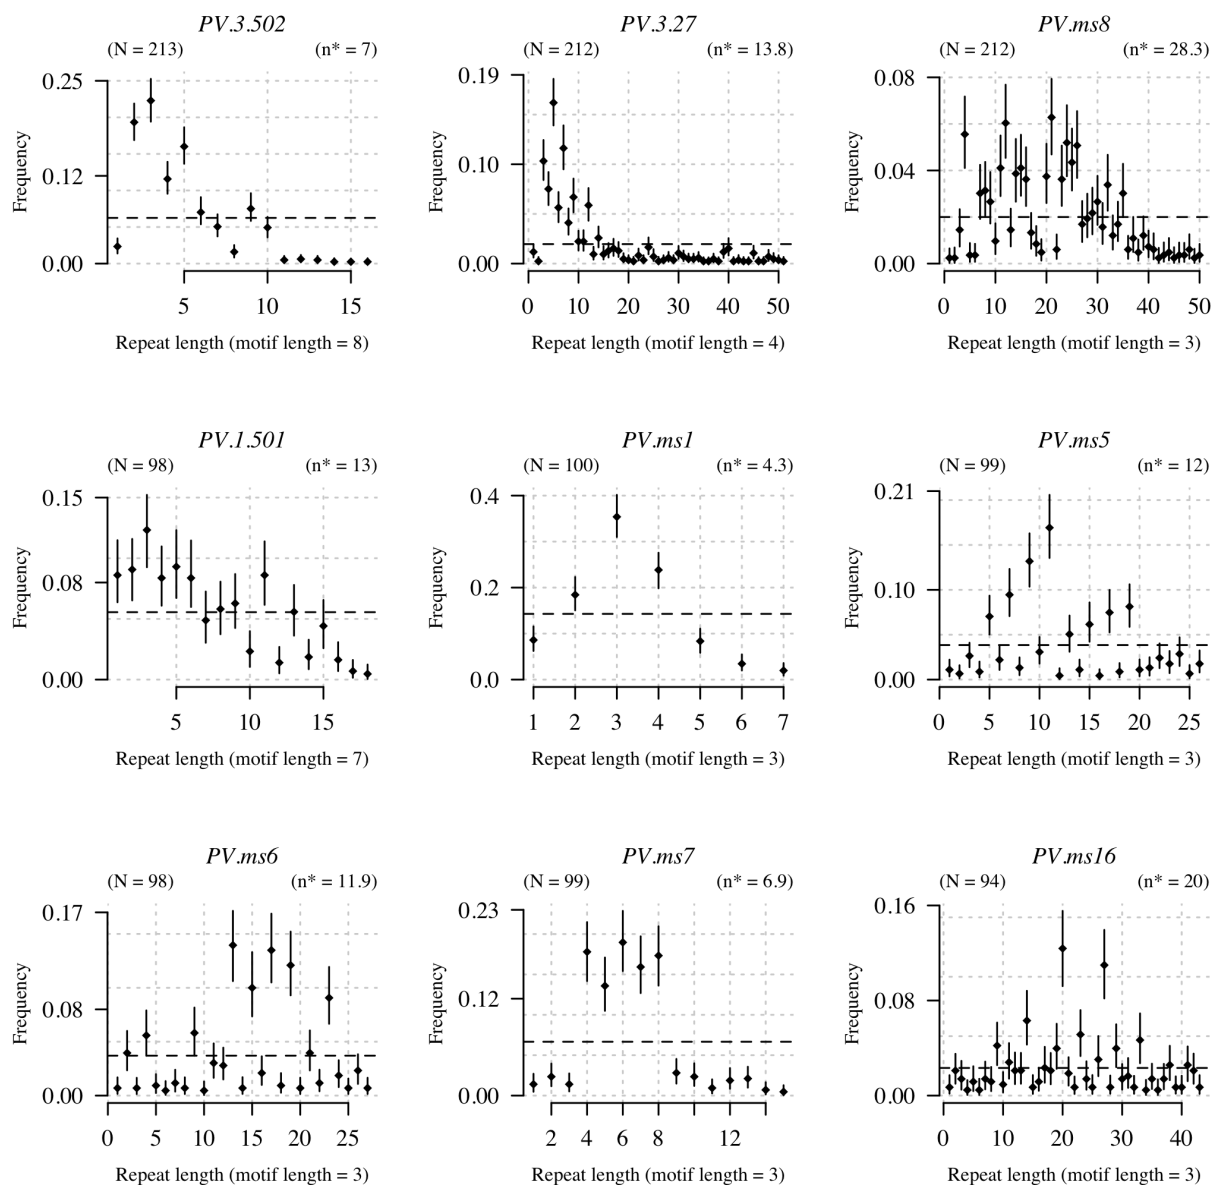 PV.3.502
(N = 213) (n* = 7)
0.25
0.12
0.00
Frequency
5 10 15
Repeat length (motif length = 8)
PV.3.27
(N = 212) (n* = 13.8)
0.19
0.10
0.00
Frequency
0 10 20 30 40 50
Repeat length (motif length = 4)
PV.ms8
(N = 212) (n* = 28.3)
0.08
0.04
0.00
Frequency
0 10 20 30 40 50
Repeat length (motif length = 3)
PV.1.501
(N = 98) (n* = 13)
0.15
0.08
0.00
Frequency
5 10 15
Repeat length (motif length = 7)
PV.ms1
(N = 100) (n* = 4.3)
0.4
0.2
0.0
Frequency
1 2 3 4 5 6 7
Repeat length (motif length = 3)
PV.ms5
(N = 99) (n* = 12)
0.21
0.10
0.00
Frequency
0 5 10 15 20 25
Repeat length (motif length = 3)
PV.ms6
(N = 98) (n* = 11.9)
0.17
0.08
0.00
Frequency
0 5 10 15 20 25
Repeat length (motif length = 3)
PV.ms7
(N = 99) (n* = 6.9)
0.23
0.12
0.00
Frequency
2 4 6 8 12
Repeat length (motif length = 3)
PV.ms16
(N = 94) (n* = 20)
0.16
0.08
0.00
Frequency
0 10 20 30 40
Repeat length (motif length = 3)